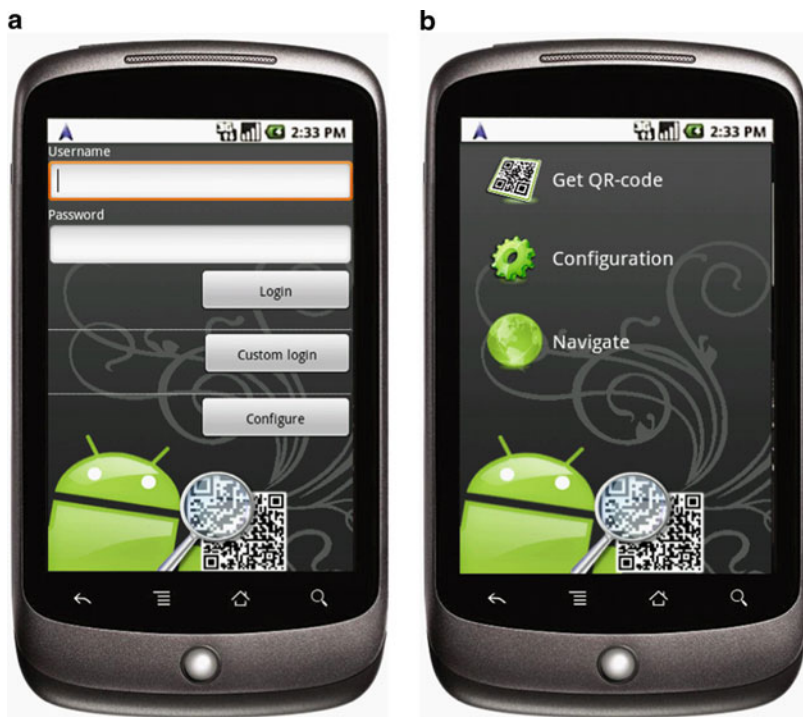 a
2:33 PM
Username
Password
Login
Custom login
Configure
b
2:33 PM
Get QR-code
Configuration
Navigate